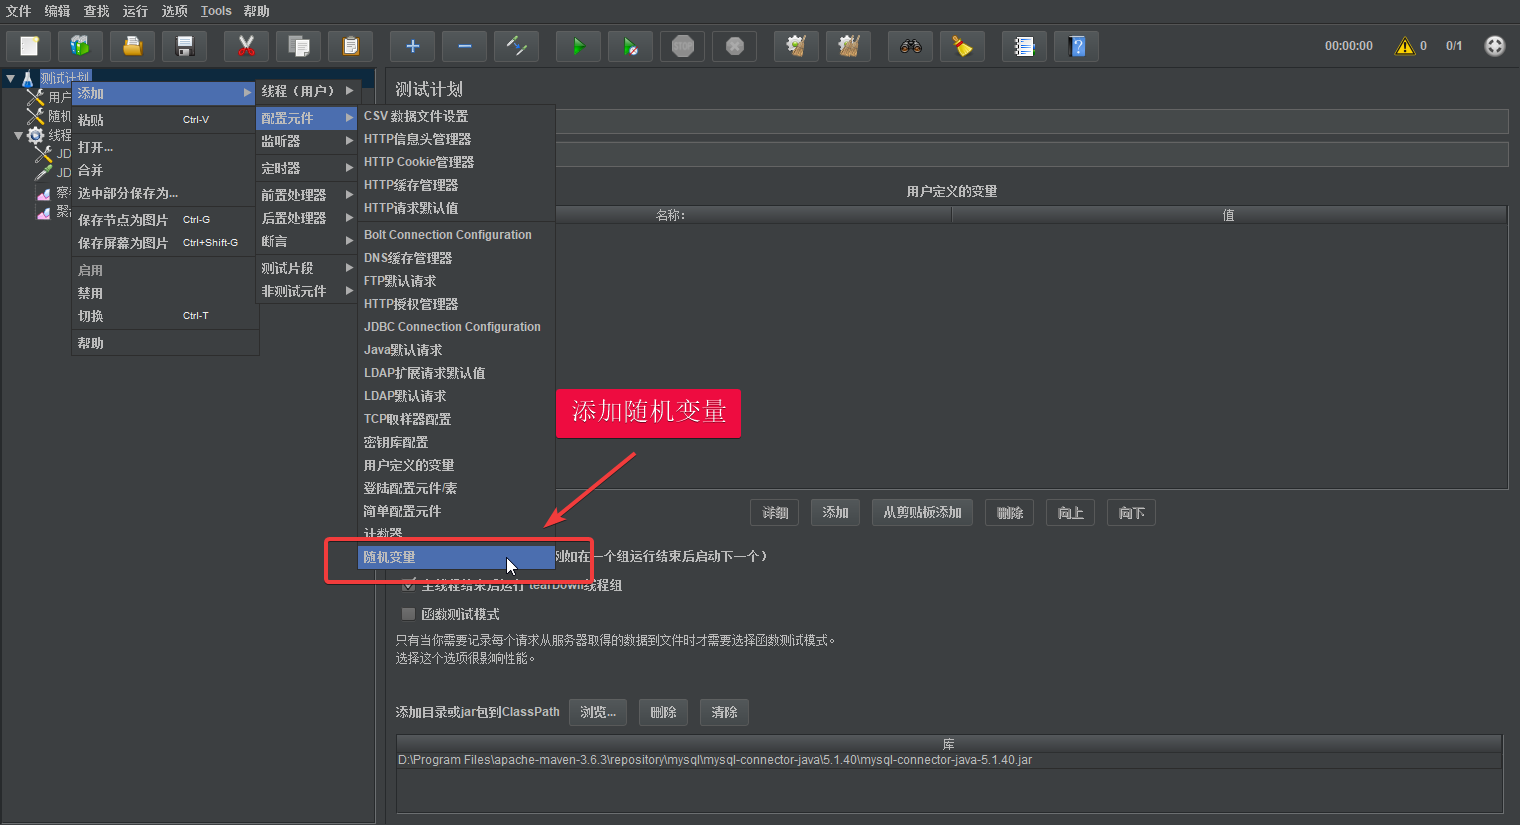 文件 编辑 查找 运行 选项 Tools 帮助
STOP
00:00:00 0 0/1
测试计划
用户
随机
线程
JD
JD
察
聚
添加
粘贴 Ctrl-V
打开...
合并
选中部分保存为...
保存节点为图片 Ctrl-G
保存屏幕为图片 Ctrl+Shift-G
启用
禁用
切换 Ctrl-T
帮助
线程（用户）
配置元件
监听器
定时器
前置处理器
后置处理器
断言
测试片段
非测试元件
CSV 数据文件设置
HTTP信息头管理器
HTTP Cookie管理器
HTTP缓存管理器
HTTP请求默认值
Bolt Connection Configuration
DNS缓存管理器
FTP默认请求
HTTP授权管理器
JDBC Connection Configuration
Java默认请求
LDAP扩展请求默认值
LDAP默认请求
TCP取样器配置
密钥库配置
用户定义的变量
登陆配置元件/素
简单配置元件
计数器
随机变量
测试计划
用户定义的变量
名称: 值
添加随机变量
详细 添加 从剪贴板添加 删除 向上 向下
例如在一个组运行结束后启动下一个）
主线程结束后运行 tearDown线程组
函数测试模式
只有当你需要记录每个请求从服务器取得的数据到文件时才需要选择函数测试模式。
选择这个选项很影响性能。
添加目录或jar包到ClassPath 浏览... 删除 清除
库
D:\Program Files\apache-maven-3.6.3\repository\mysql\mysql-connector-java\5.1.40\mysql-connector-java-5.1.40.jar